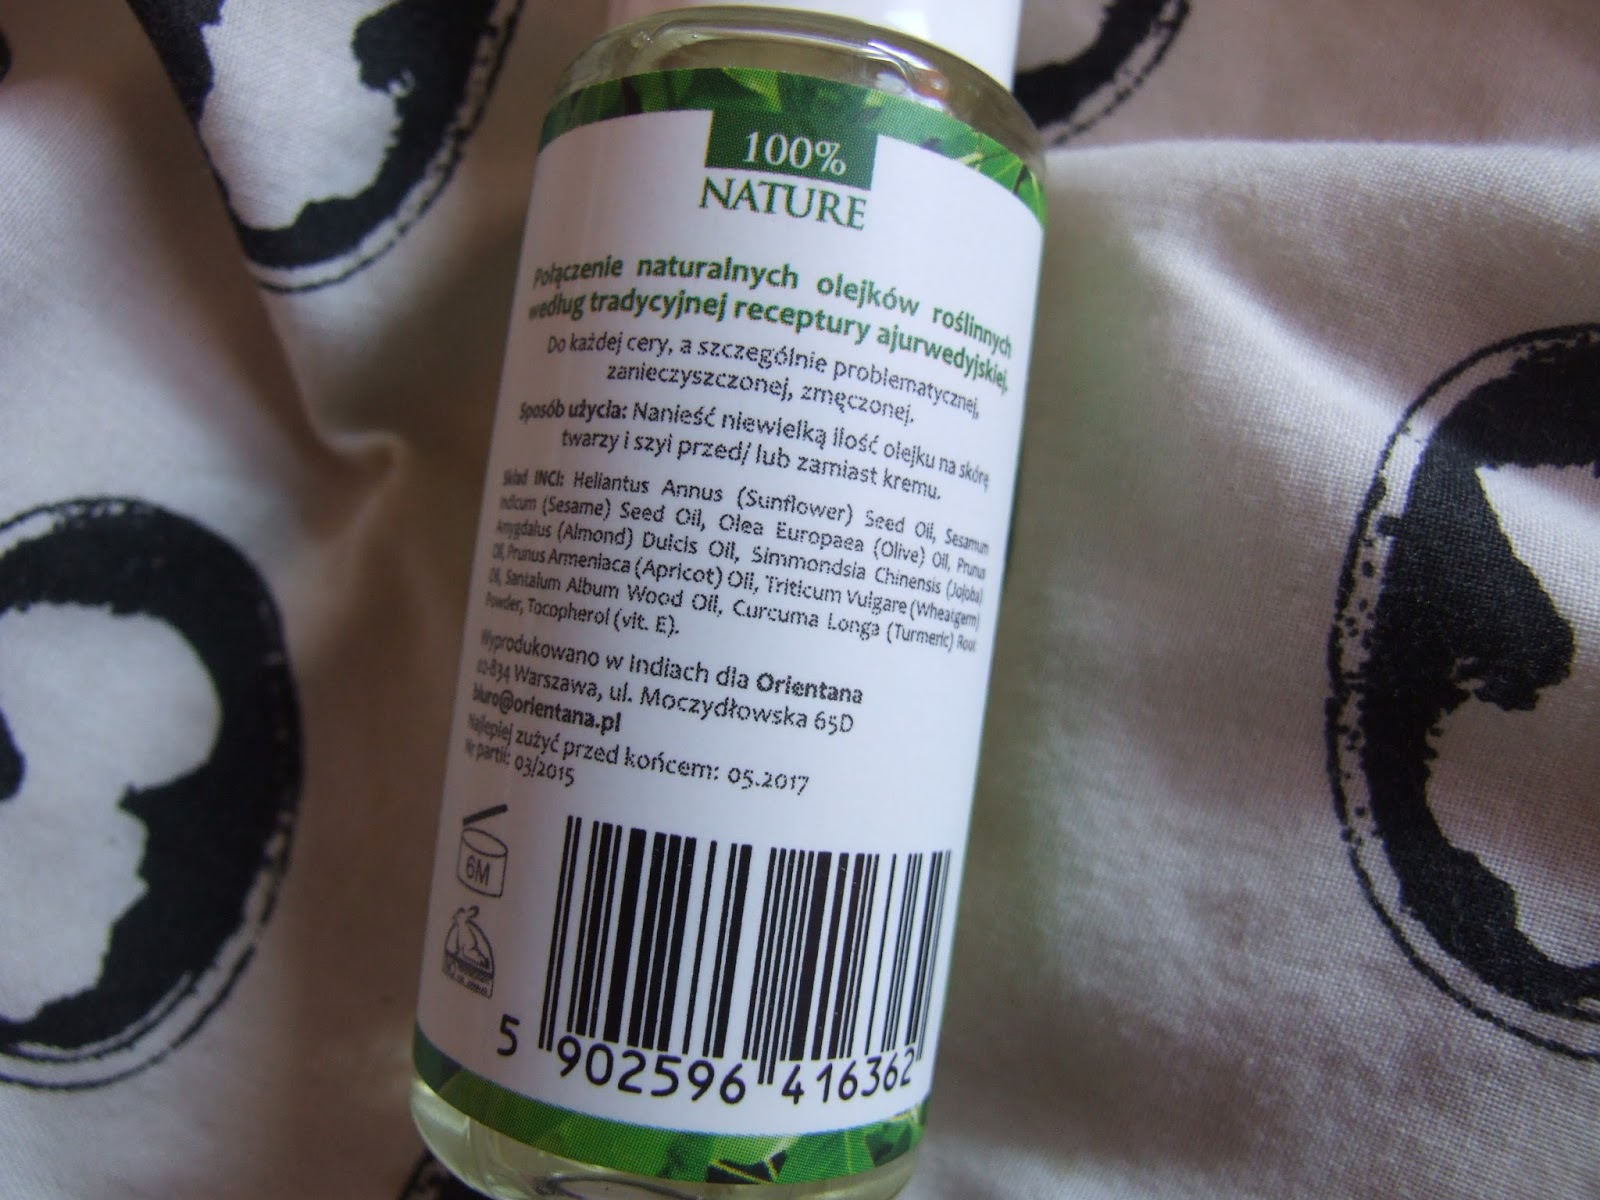 100%
NATURE
Połączenie naturalnych olejków roślinnych
według tradycyjnej receptury ajurwedyjskiej.
Do każdej cery, a szczególnie problematycznej,
zanieczyszczonej, zmęczonej.
Sposób użycia: Nanieść niewielką ilość olejku na skórę
twarzy i szyi przed/ lub zamiast kremu.
Skład INCI: Heliantus Annus (Sunflower) Seed Oil, Sesamum
Indicum (Sesame) Seed Oil, Olea Europaea (Olive) Oil, Prunus
Amygdalus (Almond) Dulcis Oil, Simmondsia Chinensis (Jojoba)
Oil, Prunus Armeniaca (Apricot) Oil, Triticum Vulgare (Wheatgerm)
Oil, Santalum Album Wood Oil, Curcuma Longa (Turmeric) Root
Powder, Tocopherol (vit. E).
Wyprodukowano w Indiach dla Orientana
02-834 Warszawa, ul. Moczydłowska 65D
biuro@orientana.pl
Najlepiej zużyć przed końcem: 05.2017
Nr partii: 03/2015
6M
5 902596 416362